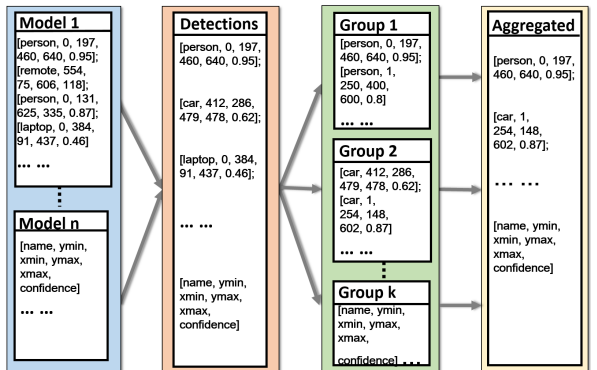 Model 1
[person, 0, 197,
460, 640, 0.95];
[remote, 554,
75, 606, 118];
[person, 0, 131,
625, 335, 0.87];
[laptop, 0, 384,
91, 437, 0.46]
... ...
Model n
[name, ymin,
xmin, ymax,
xmax,
confidence]
... ...
Detections
[person, 0, 197,
460, 640, 0.95];
[car, 412, 286,
479, 478, 0.62];
[laptop, 0, 384,
91, 437, 0.46];
... ...
[name, ymin,
xmin, ymax,
xmax,
confidence]
Group 1
[person, 0, 197,
460, 640, 0.95];
[person, 1,
250, 400,
600, 0.8]
... ...
Group 2
[car, 412, 286,
479, 478, 0.62];
[car, 1,
254, 148,
602, 0.87]
... ...
Group k
[name, ymin,
xmin, ymax,
xmax,
confidence] ...
Aggregated
[person, 0, 197,
460, 640, 0.95];
[car, 1,
254, 148,
602, 0.87];
... ...
[name, ymin,
xmin, ymax,
xmax,
confidence]